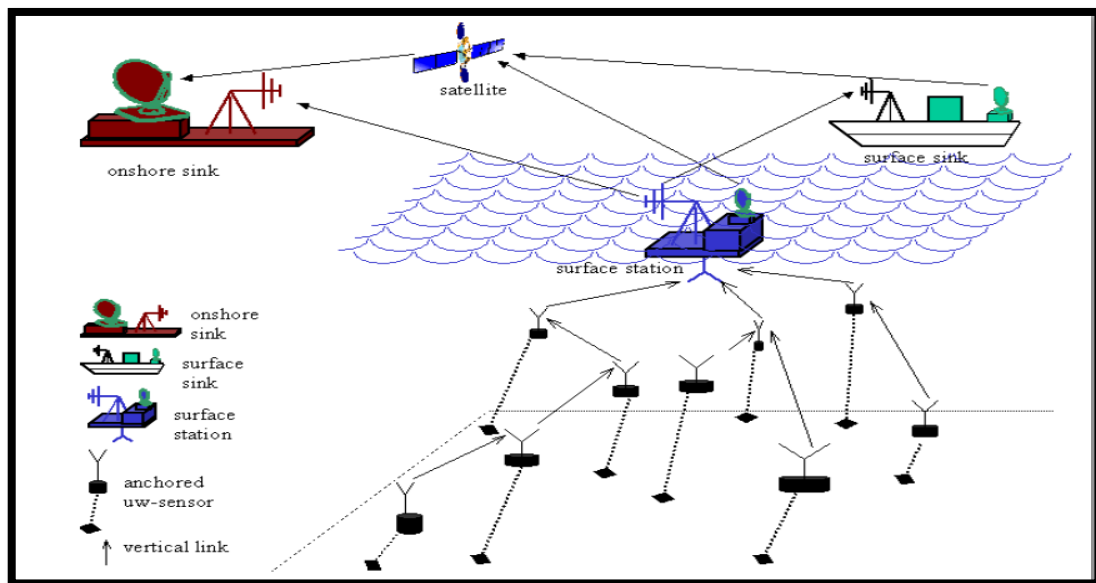 satellite
onshore sink
surface sink
surface station
onshore
sink
surface
sink
surface
station
anchored
uw-sensor
vertical link